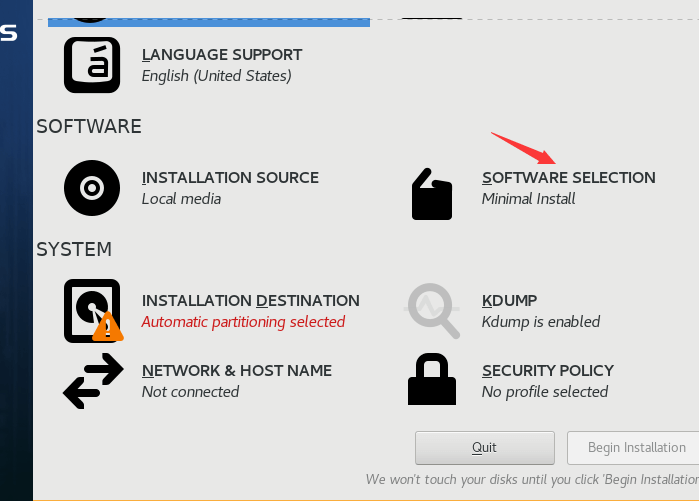 S
LANGUAGE SUPPORT
English (United States)
SOFTWARE
INSTALLATION SOURCE
Local media
SOFTWARE SELECTION
Minimal Install
SYSTEM
INSTALLATION DESTINATION
Automatic partitioning selected
KDUMP
Kdump is enabled
NETWORK & HOST NAME
Not connected
SECURITY POLICY
No profile selected
Quit
Begin Installation
We won't touch your disks until you click 'Begin Installation